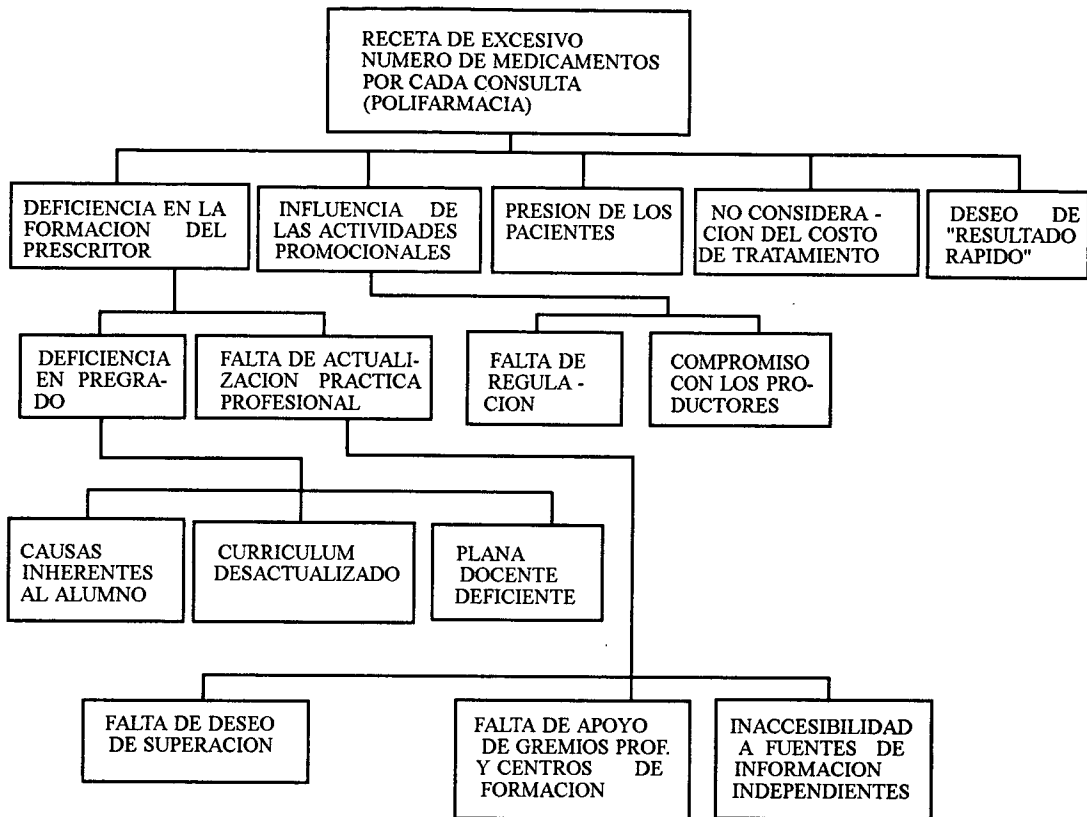 RECETA DE EXCESIVO
NUMERO DE MEDICAMENTOS
POR CADA CONSULTA
(POLIFARMACIA)
DEFICIENCIA EN LA
FORMACION DEL
PRESCRITOR
INFLUENCIA DE
LAS ACTIVIDADES
PROMOCIONALES
PRESION DE LOS
PACIENTES
NO CONSIDERA -
CION DEL COSTO
DE TRATAMIENTO
DESEO DE
"RESULTADO
RAPIDO"
DEFICIENCIA
EN PREGRA-
DO
FALTA DE ACTUALI-
ZACION PRACTICA
PROFESIONAL
FALTA DE
REGULA -
CION
COMPROMISO
CON LOS PRO-
DUCTORES
CAUSAS
INHERENTES
AL ALUMNO
CURRICULUM
DESACTUALIZADO
PLANA
DOCENTE
DEFICIENTE
FALTA DE DESEO
DE SUPERACION
FALTA DE APOYO
DE GREMIOS PROF.
Y CENTROS DE
FORMACION
INACCESIBILIDAD
A FUENTES DE
INFORMACION
INDEPENDIENTES